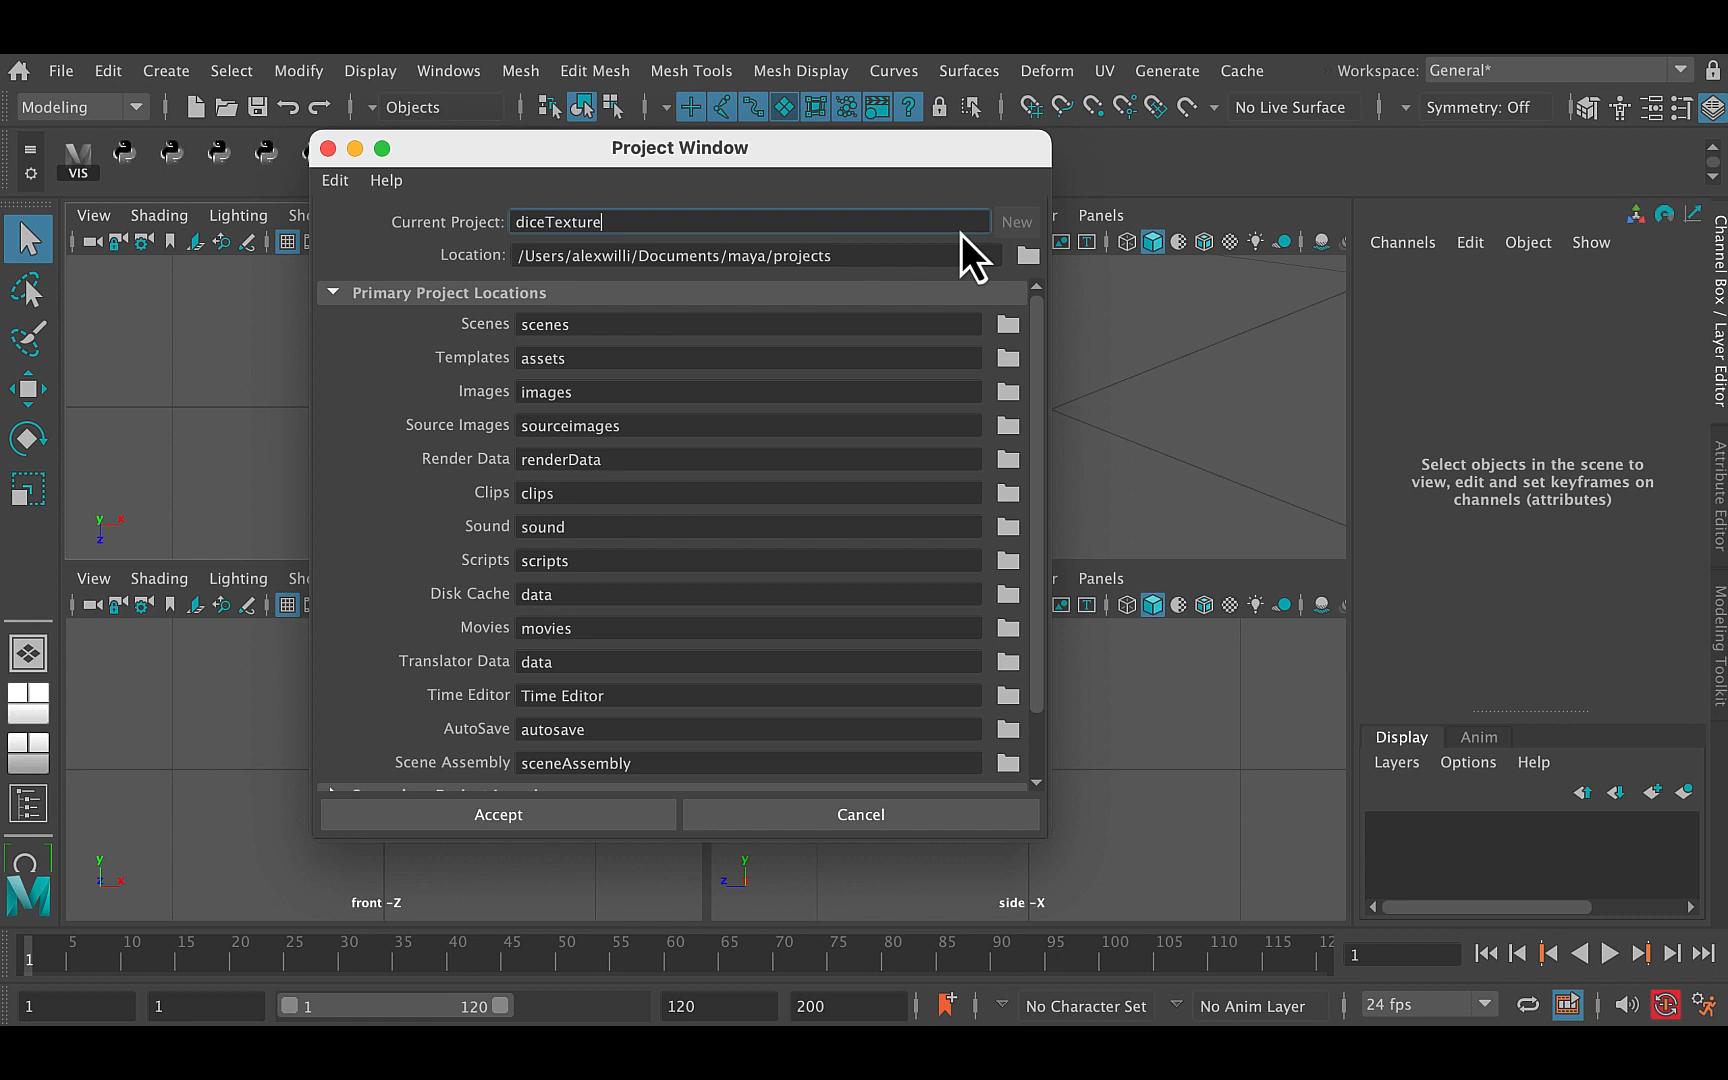 File Edit Create Select Modify Display Windows Mesh Edit Mesh Mesh Tools Mesh Display Curves Surfaces Deform UV Generate Cache Workspace: General*
Modeling Objects No Live Surface Symmetry: Off
VIS
Project Window
Edit Help
Current Project: diceTexture New
Location: /Users/alexwilli/Documents/maya/projects
Primary Project Locations
Scenes scenes
Templates assets
Images images
Source Images sourceimages
Render Data renderData
Clips clips
Sound sound
Scripts scripts
Disk Cache data
Movies movies
Translator Data data
Time Editor Time Editor
AutoSave autosave
Scene Assembly sceneAssembly
Accept Cancel
View Shading Lighting Sh
r Panels
y x
z
View Shading Lighting Sh
r Panels
y
z x
front -Z
y
z
side -X
Channels Edit Object Show
Select objects in the scene to
view, edit and set keyframes on
channels (attributes)
Channel Box / Layer Editor
Attribute Editor
Modeling Toolkit
Display Anim
Layers Options Help
5 10 15 20 25 30 35 40 45 50 55 60 65 70 75 80 85 90 95 100 105 110 115 12
1 1
1 1 1 120 120 200 No Character Set No Anim Layer 24 fps